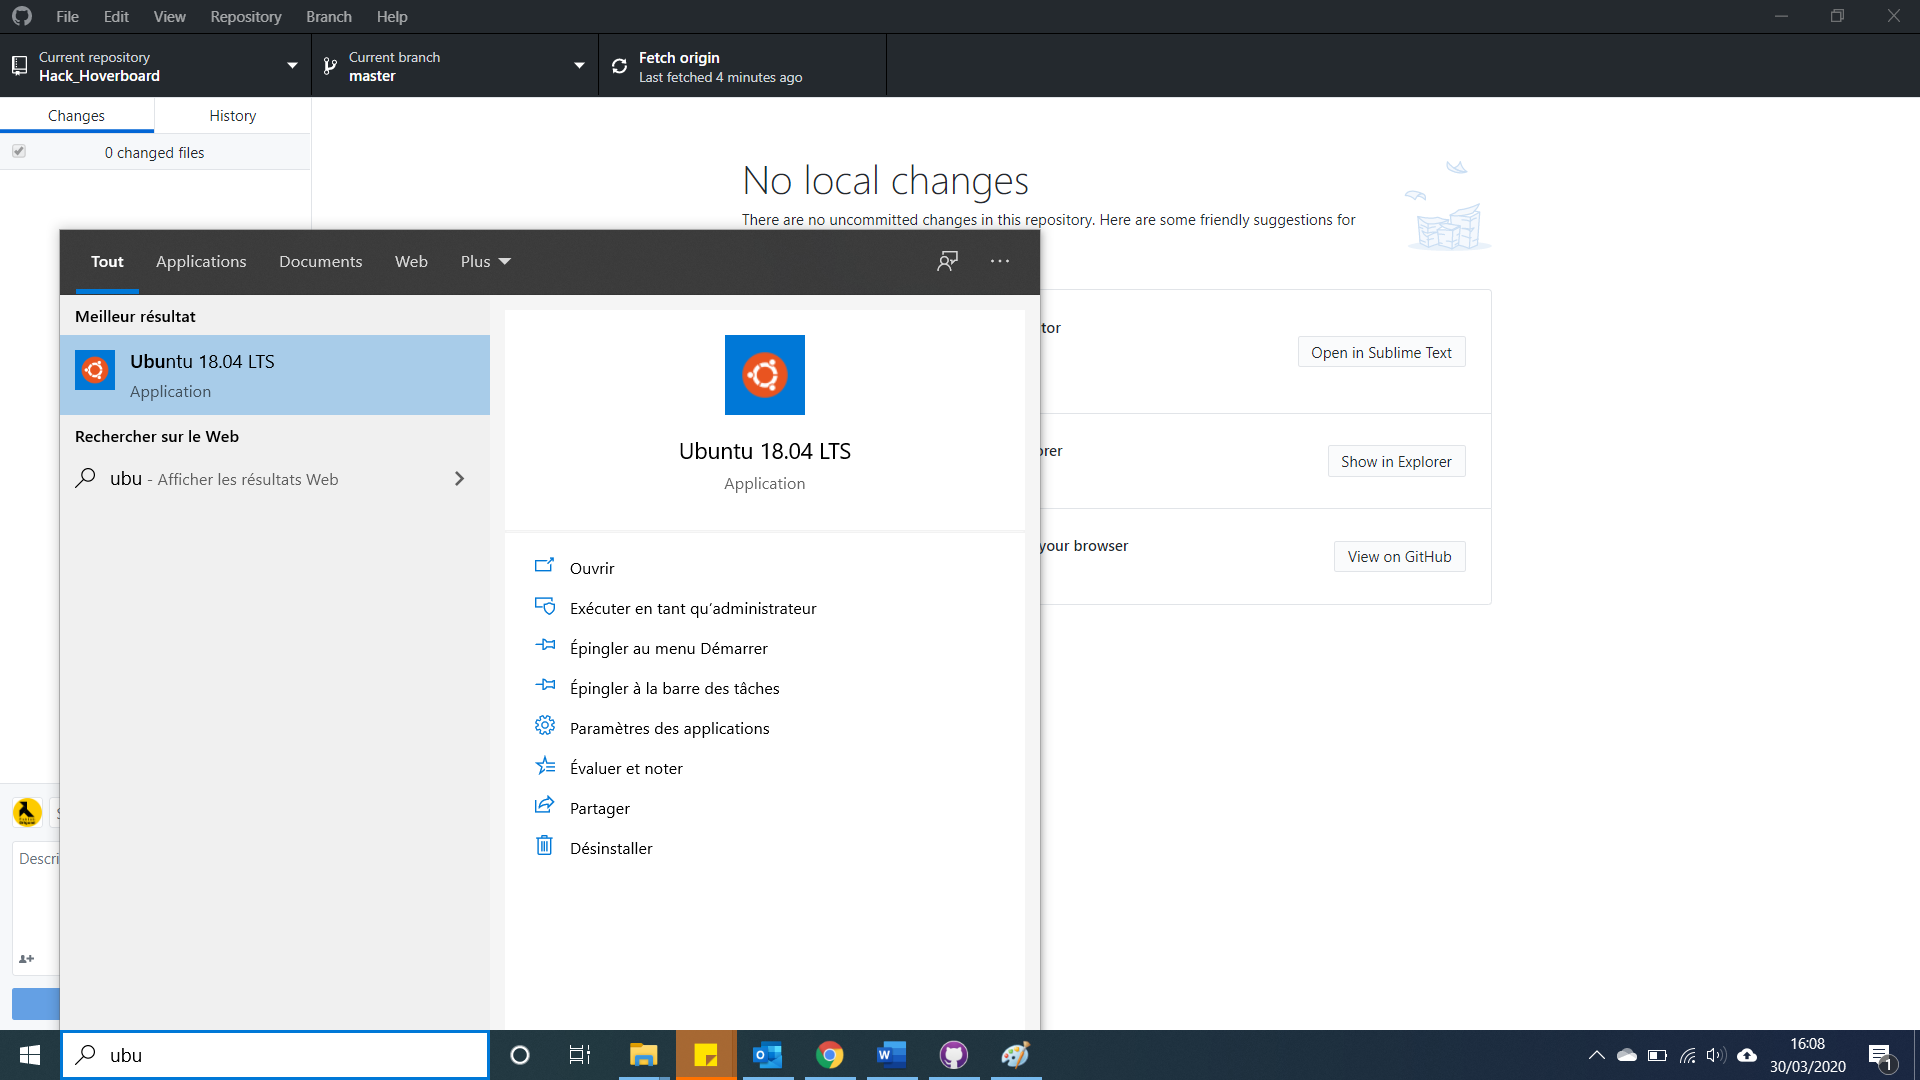 File Edit View Repository Branch Help
Current repository
Hack_Hoverboard
Current branch
master
Fetch origin
Last fetched 4 minutes ago
Changes History
0 changed files
No local changes
There are no uncommitted changes in this repository. Here are some friendly suggestions for
Tout Applications Documents Web Plus
Meilleur résultat
Ubuntu 18.04 LTS
Application
Rechercher sur le Web
ubu - Afficher les résultats Web
Ubuntu 18.04 LTS
Application
Ouvrir
Exécuter en tant qu’administrateur
Épingler au menu Démarrer
Épingler à la barre des tâches
Paramètres des applications
Évaluer et noter
Partager
Désinstaller
tor
Open in Sublime Text
rer
Show in Explorer
your browser
View on GitHub
Descri
ubu
16:08
30/03/2020
1